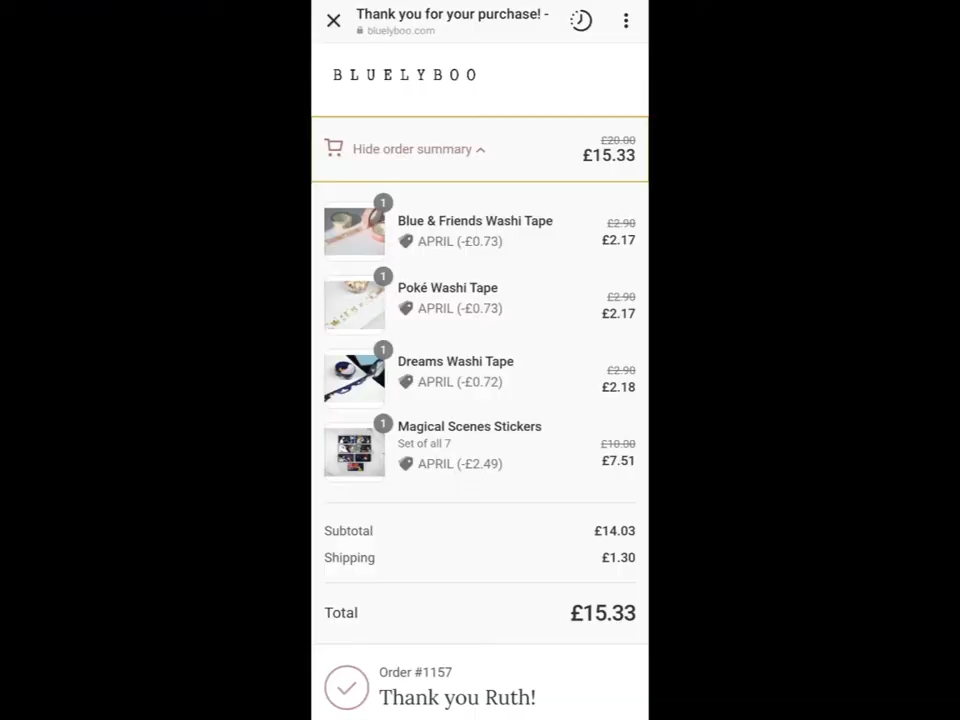 Thank you for your purchase! -
bluelyboo.com
BLUELYBOO
Hide order summary
£20.00
£15.33
1
Blue & Friends Washi Tape
APRIL (-£0.73)
£2.90
£2.17
1
Poké Washi Tape
APRIL (-£0.73)
£2.90
£2.17
1
Dreams Washi Tape
APRIL (-£0.72)
£2.90
£2.18
1
Magical Scenes Stickers
Set of all 7
APRIL (-£2.49)
£10.00
£7.51
Subtotal £14.03
Shipping £1.30
Total £15.33
Order #1157
Thank you Ruth!